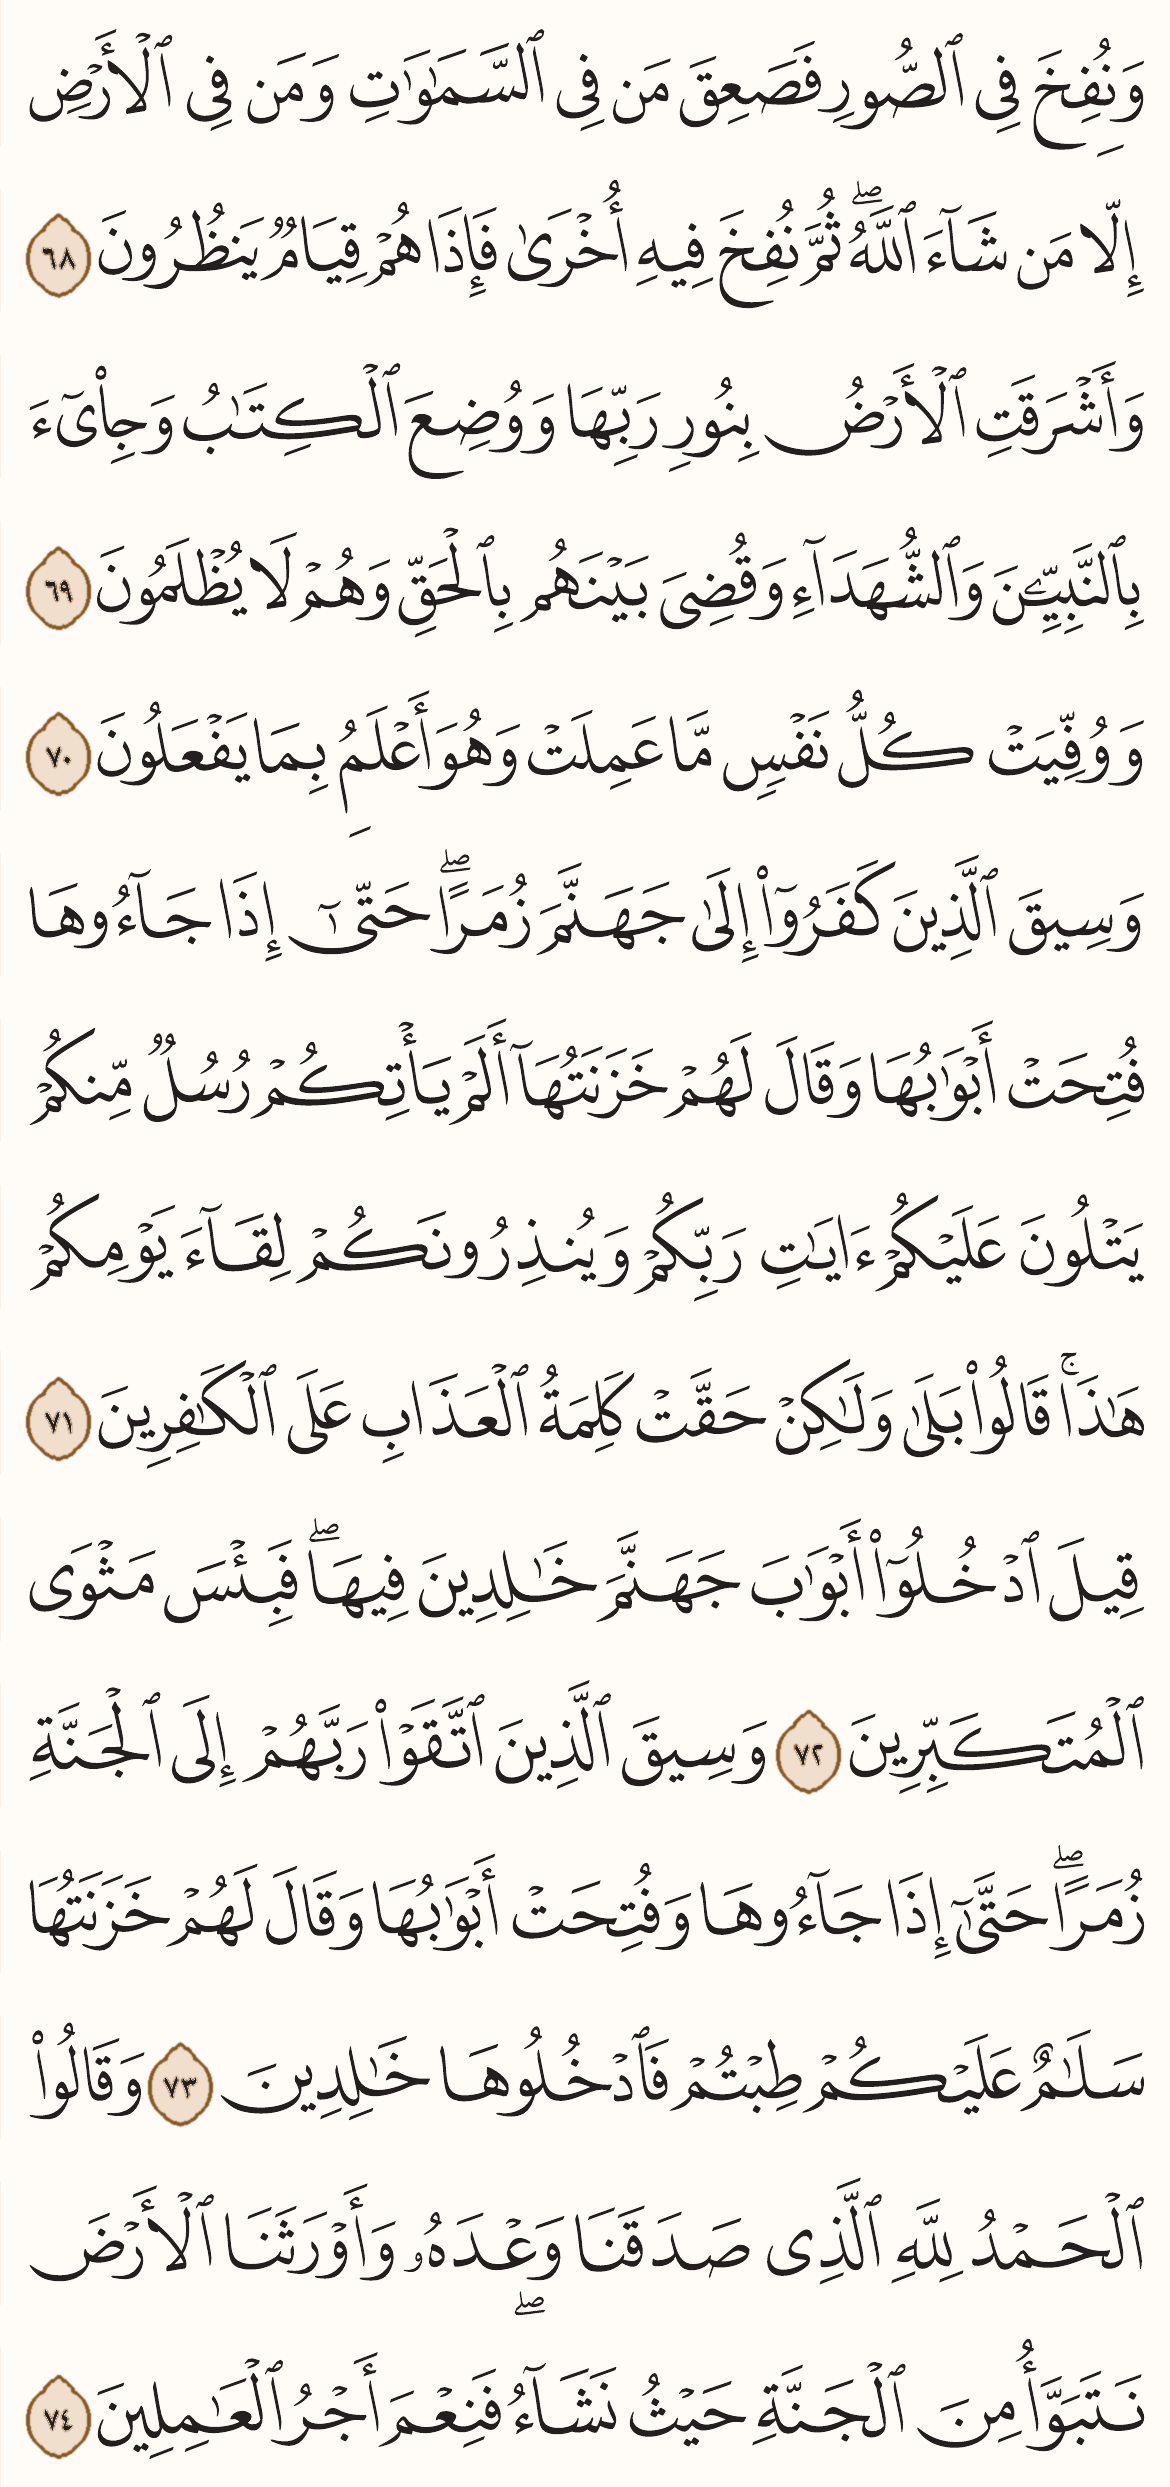 وَنُفِخَ فِى ٱلصُّورِ فَصَعِقَ مَن فِى ٱلسَّمَٰوَٰتِ وَمَن فِى ٱلْأَرْضِ
إِلَّا مَن شَآءَ ٱللَّهُ ۖ ثُمَّ نُفِخَ فِيهِ أُخْرَىٰ فَإِذَا هُمْ قِيَامٌ يَنظُرُونَ ٦٨
وَأَشْرَقَتِ ٱلْأَرْضُ بِنُورِ رَبِّهَا وَوُضِعَ ٱلْكِتَٰبُ وَجِا۟ىٓءَ
بِٱلنَّبِيِّۦنَ وَٱلشُّهَدَآءِ وَقُضِىَ بَيْنَهُم بِٱلْحَقِّ وَهُمْ لَا يُظْلَمُونَ ٦٩
وَوُفِّيَتْ كُلُّ نَفْسٍ مَّا عَمِلَتْ وَهُوَ أَعْلَمُ بِمَا يَفْعَلُونَ ٧٠
وَسِيقَ ٱلَّذِينَ كَفَرُوٓا۟ إِلَىٰ جَهَنَّمَ زُمَرًا ۖ حَتَّىٰٓ إِذَا جَآءُوهَا
فُتِحَتْ أَبْوَٰبُهَا وَقَالَ لَهُمْ خَزَنَتُهَآ أَلَمْ يَأْتِكُمْ رُسُلٌ مِّنكُمْ
يَتْلُونَ عَلَيْكُمْ ءَايَٰتِ رَبِّكُمْ وَيُنذِرُونَكُمْ لِقَآءَ يَوْمِكُمْ
هَٰذَا ۚ قَالُوا۟ بَلَىٰ وَلَٰكِنْ حَقَّتْ كَلِمَةُ ٱلْعَذَابِ عَلَى ٱلْكَٰفِرِينَ ٧١
قِيلَ ٱدْخُلُوٓا۟ أَبْوَٰبَ جَهَنَّمَ خَٰلِدِينَ فِيهَا ۖ فَبِئْسَ مَثْوَى
ٱلْمُتَكَبِّرِينَ ٧٢ وَسِيقَ ٱلَّذِينَ ٱتَّقَوْا۟ رَبَّهُمْ إِلَى ٱلْجَنَّةِ
زُمَرًا ۖ حَتَّىٰٓ إِذَا جَآءُوهَا وَفُتِحَتْ أَبْوَٰبُهَا وَقَالَ لَهُمْ خَزَنَتُهَا
سَلَٰمٌ عَلَيْكُمْ طِبْتُمْ فَٱدْخُلُوهَا خَٰلِدِينَ ٧٣ وَقَالُوا۟
ٱلْحَمْدُ لِلَّهِ ٱلَّذِى صَدَقَنَا وَعْدَهُۥ وَأَوْرَثَنَا ٱلْأَرْضَ
نَتَبَوَّأُ مِنَ ٱلْجَنَّةِ حَيْثُ نَشَآءُ ۖ فَنِعْمَ أَجْرُ ٱلْعَٰمِلِينَ ٧٤